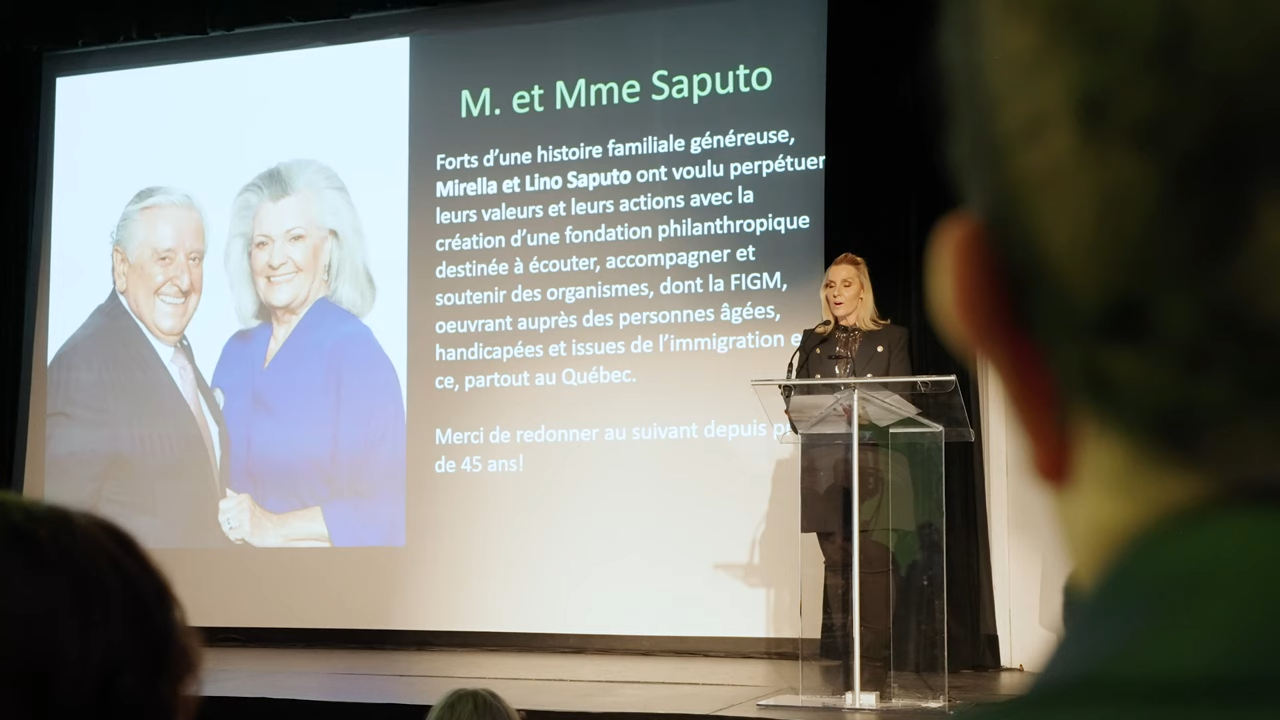 M. et Mme Saputo
Forts d’une histoire familiale généreuse,
Mirella et Lino Saputo ont voulu perpétuer
leurs valeurs et leurs actions avec la
création d’une fondation philanthropique
destinée à écouter, accompagner et
soutenir des organismes, dont la FIGM,
oeuvrant auprès des personnes âgées,
handicapées et issues de l’immigration
ce, partout au Québec.
Merci de redonner au suivant depuis
de 45 ans!